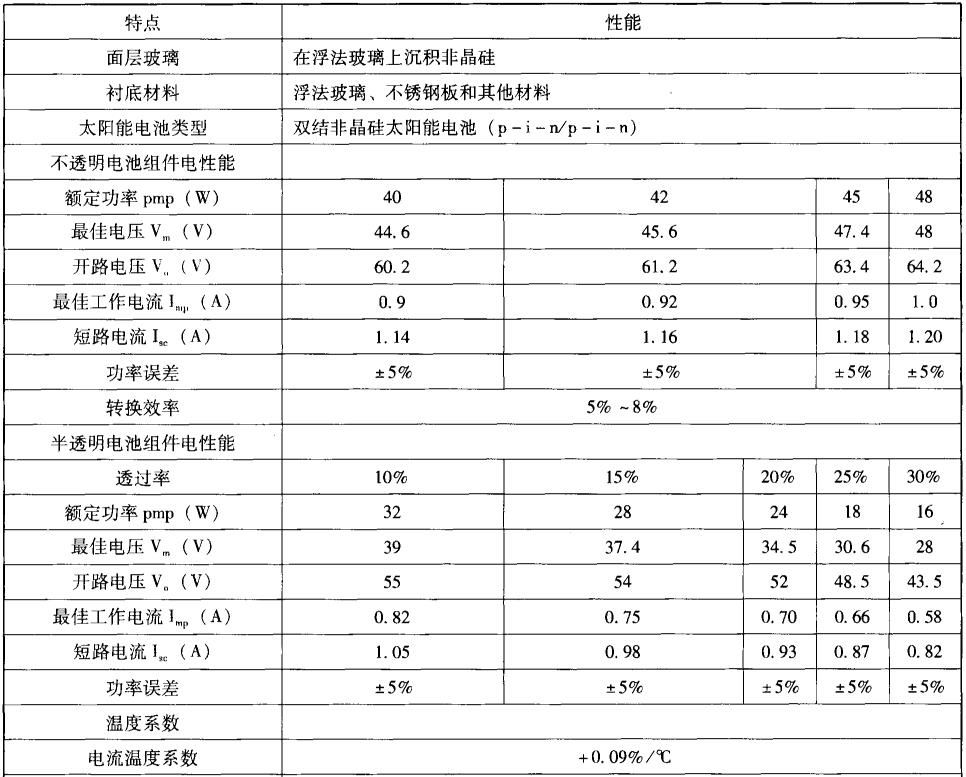 特点 性能
面层玻璃 在浮法玻璃上沉积非晶硅
衬底材料 浮法玻璃、不锈钢板和其他材料
太阳能电池类型 双结非晶硅太阳能电池（p－i－n/p－i－n）
不透明电池组件电性能
额定功率 pmp（W） 40 42 45 48
最佳电压 Vm（V） 44.6 45.6 47.4 48
开路电压 Vo（V） 60.2 61.2 63.4 64.2
最佳工作电流 Imp（A） 0.9 0.92 0.95 1.0
短路电流 Isc（A） 1.14 1.16 1.18 1.20
功率误差 ±5% ±5% ±5% ±5%
转换效率 5%~8%
半透明电池组件电性能
透过率 10% 15% 20% 25% 30%
额定功率 pmp（W） 32 28 24 18 16
最佳电压 Vm（V） 39 37.4 34.5 30.6 28
开路电压 Vo（V） 55 54 52 48.5 43.5
最佳工作电流 Imp（A） 0.82 0.75 0.70 0.66 0.58
短路电流 Isc（A） 1.05 0.98 0.93 0.87 0.82
功率误差 ±5% ±5% ±5% ±5% ±5%
温度系数
电流温度系数 +0.09%/℃